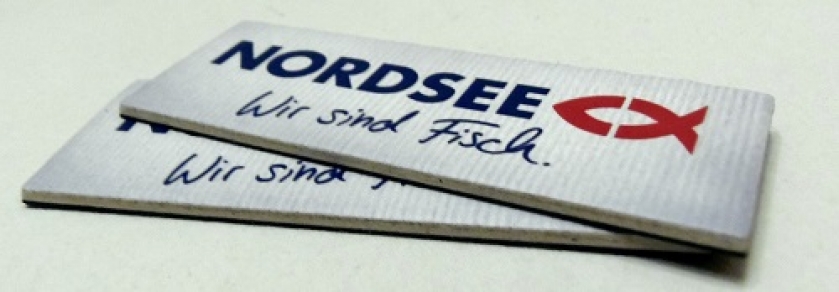 NORDSEE
Wir sind Fisch.
N
Wir sind